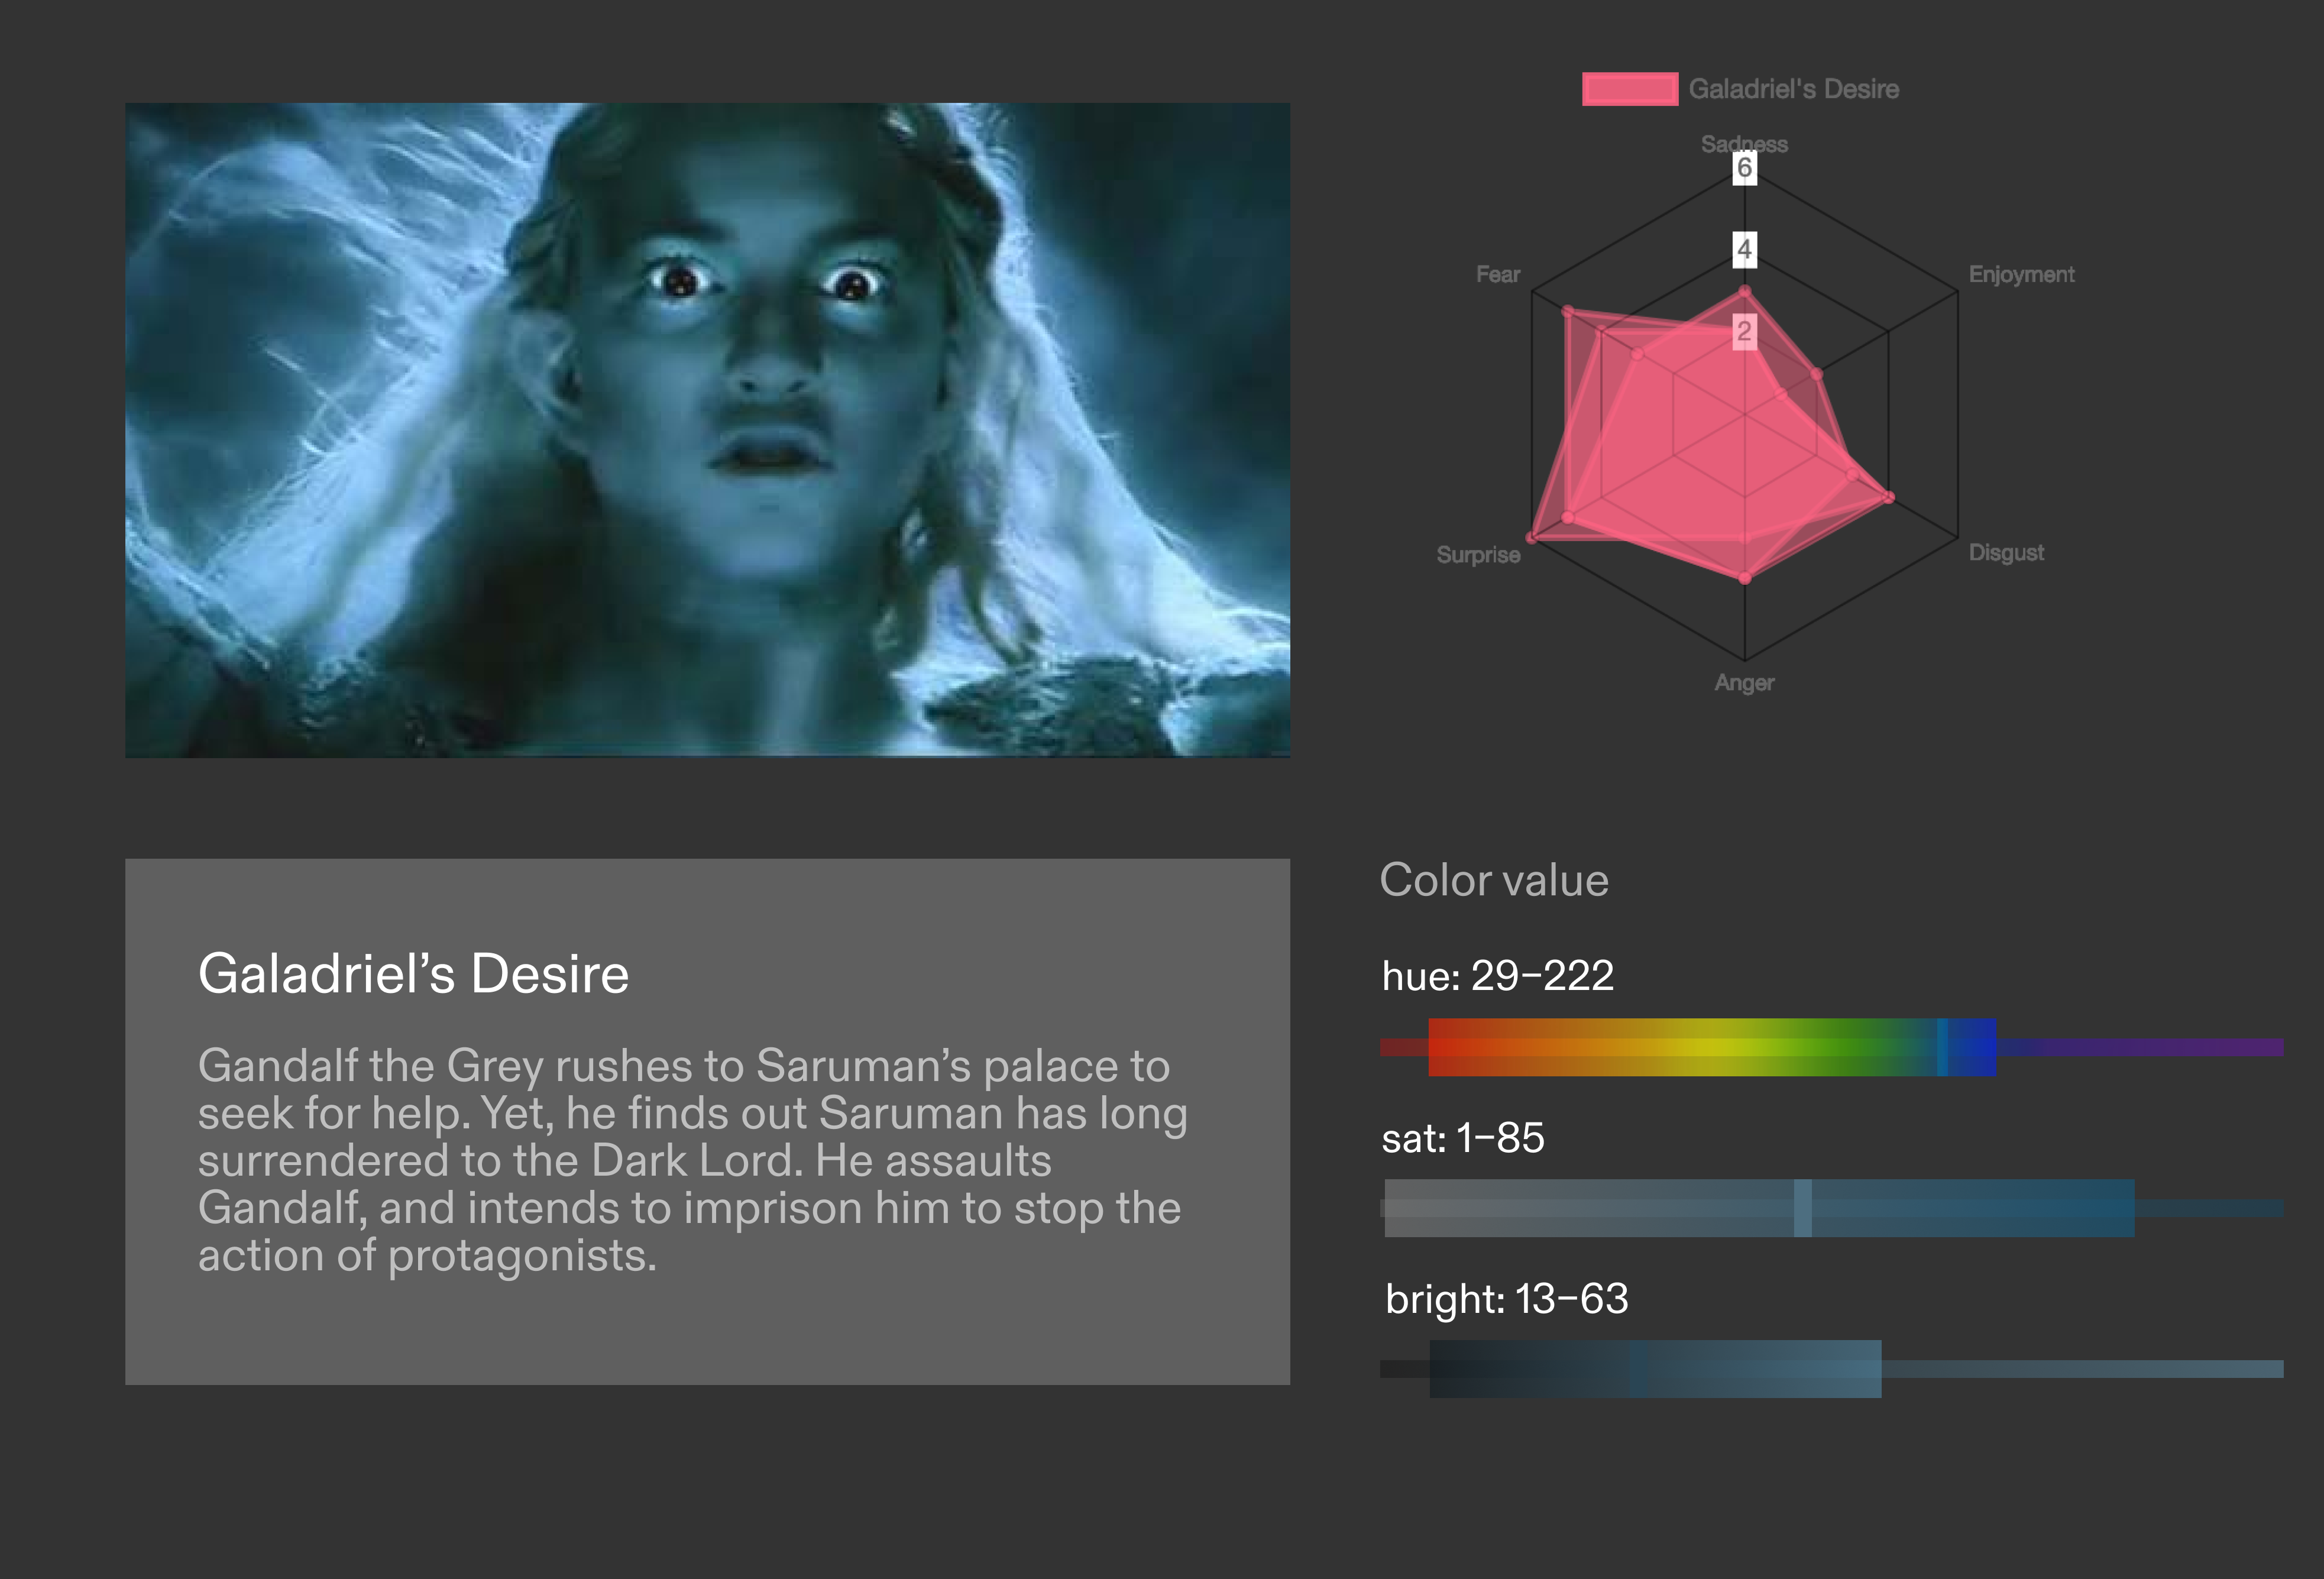 Galadriel's Desire
Sadness
6
4
2
Fear
Enjoyment
Surprise
Disgust
Anger
Galadriel’s Desire
Gandalf the Grey rushes to Saruman’s palace to
seek for help. Yet, he finds out Saruman has long
surrendered to the Dark Lord. He assaults
Gandalf, and intends to imprison him to stop the
action of protagonists.
Color value
hue: 29–222
sat: 1–85
bright: 13–63